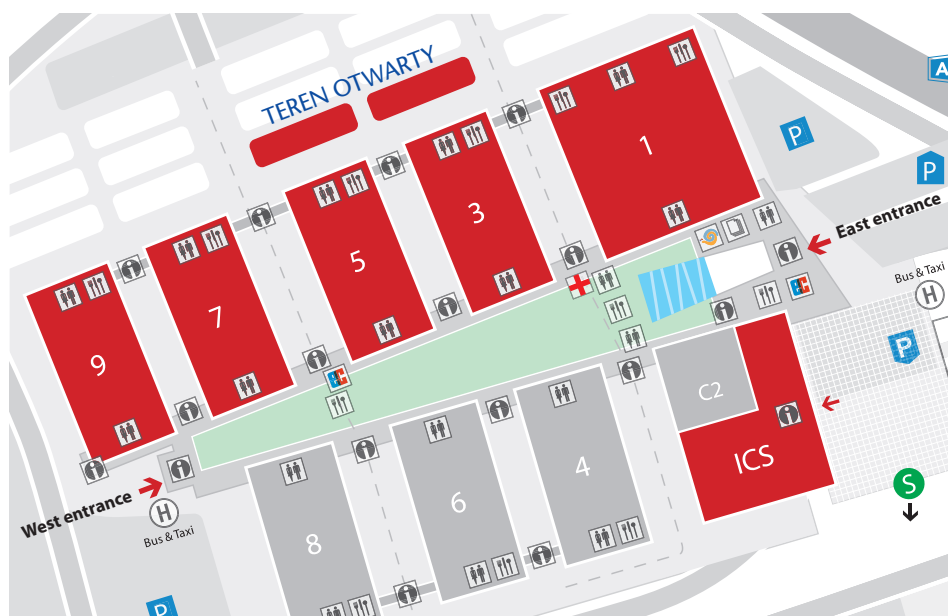 TEREN OTWARTY
A
P
1
P
3
East entrance
5
Bus & Taxi
H
7
P
9
C2
ICS
4
S
West entrance
6
H
Bus & Taxi
8
P